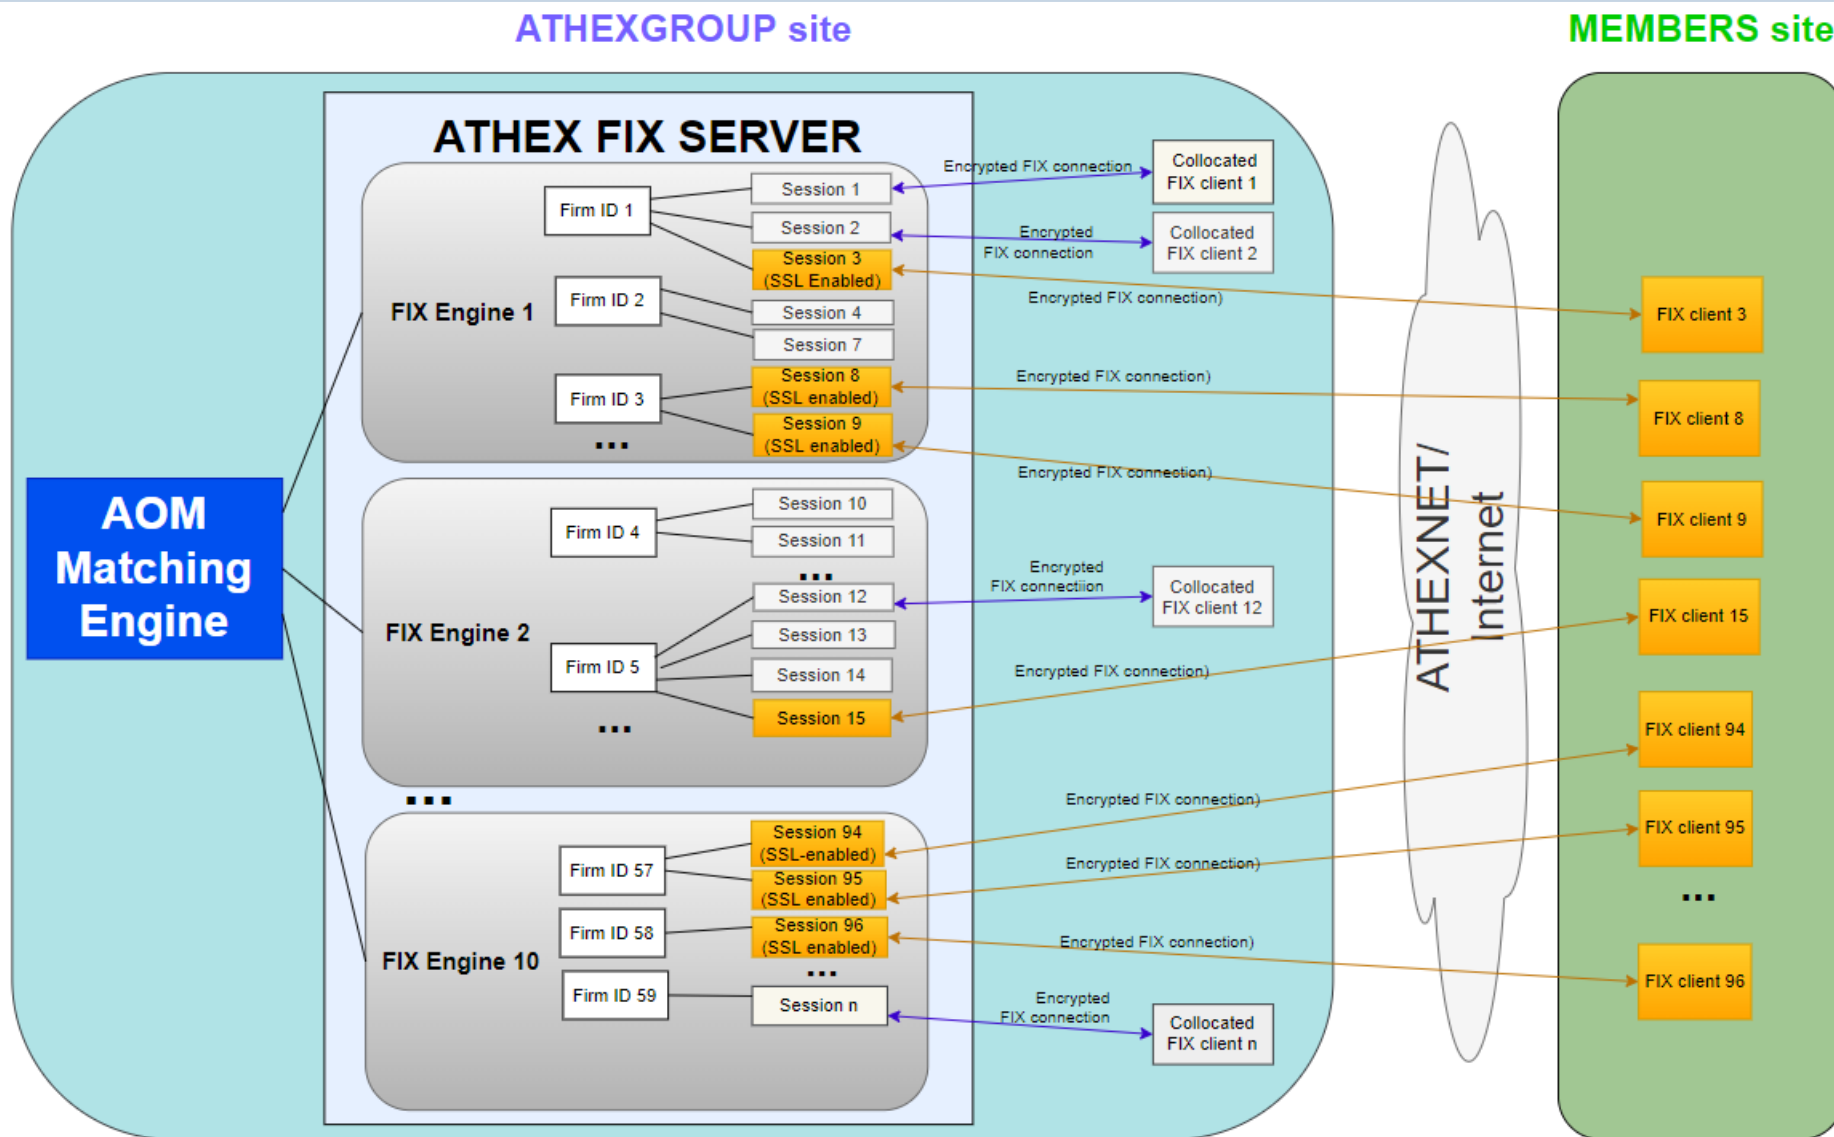 ATHEXGROUP site
MEMBERS site
ATHEX FIX SERVER
AOM
Matching
Engine
FIX Engine 1
Firm ID 1
Session 1
Session 2
Session 3
(SSL Enabled)
Firm ID 2
Session 4
Session 7
Firm ID 3
Session 8
(SSL enabled)
Session 9
(SSL enabled)
...
FIX Engine 2
Firm ID 4
Session 10
Session 11
...
Firm ID 5
Session 12
Session 13
Session 14
Session 15
...
...
FIX Engine 10
Firm ID 57
Session 94
(SSL-enabled)
Session 95
(SSL enabled)
Firm ID 58
Session 96
(SSL enabled)
...
Firm ID 59
Session n
Encrypted FIX connection
Collocated
FIX client 1
Encrypted
FIX connection
Collocated
FIX client 2
Encrypted FIX connection)
Encrypted FIX connection)
Encrypted FIX connection)
Encrypted
FIX connectiion
Collocated
FIX client 12
Encrypted FIX connection)
Encrypted FIX connection)
Encrypted FIX connection)
Encrypted FIX connection)
Encrypted
FIX connection
Collocated
FIX client n
ATHEXNET/
Internet
FIX client 3
FIX client 8
FIX client 9
FIX client 15
FIX client 94
FIX client 95
...
FIX client 96